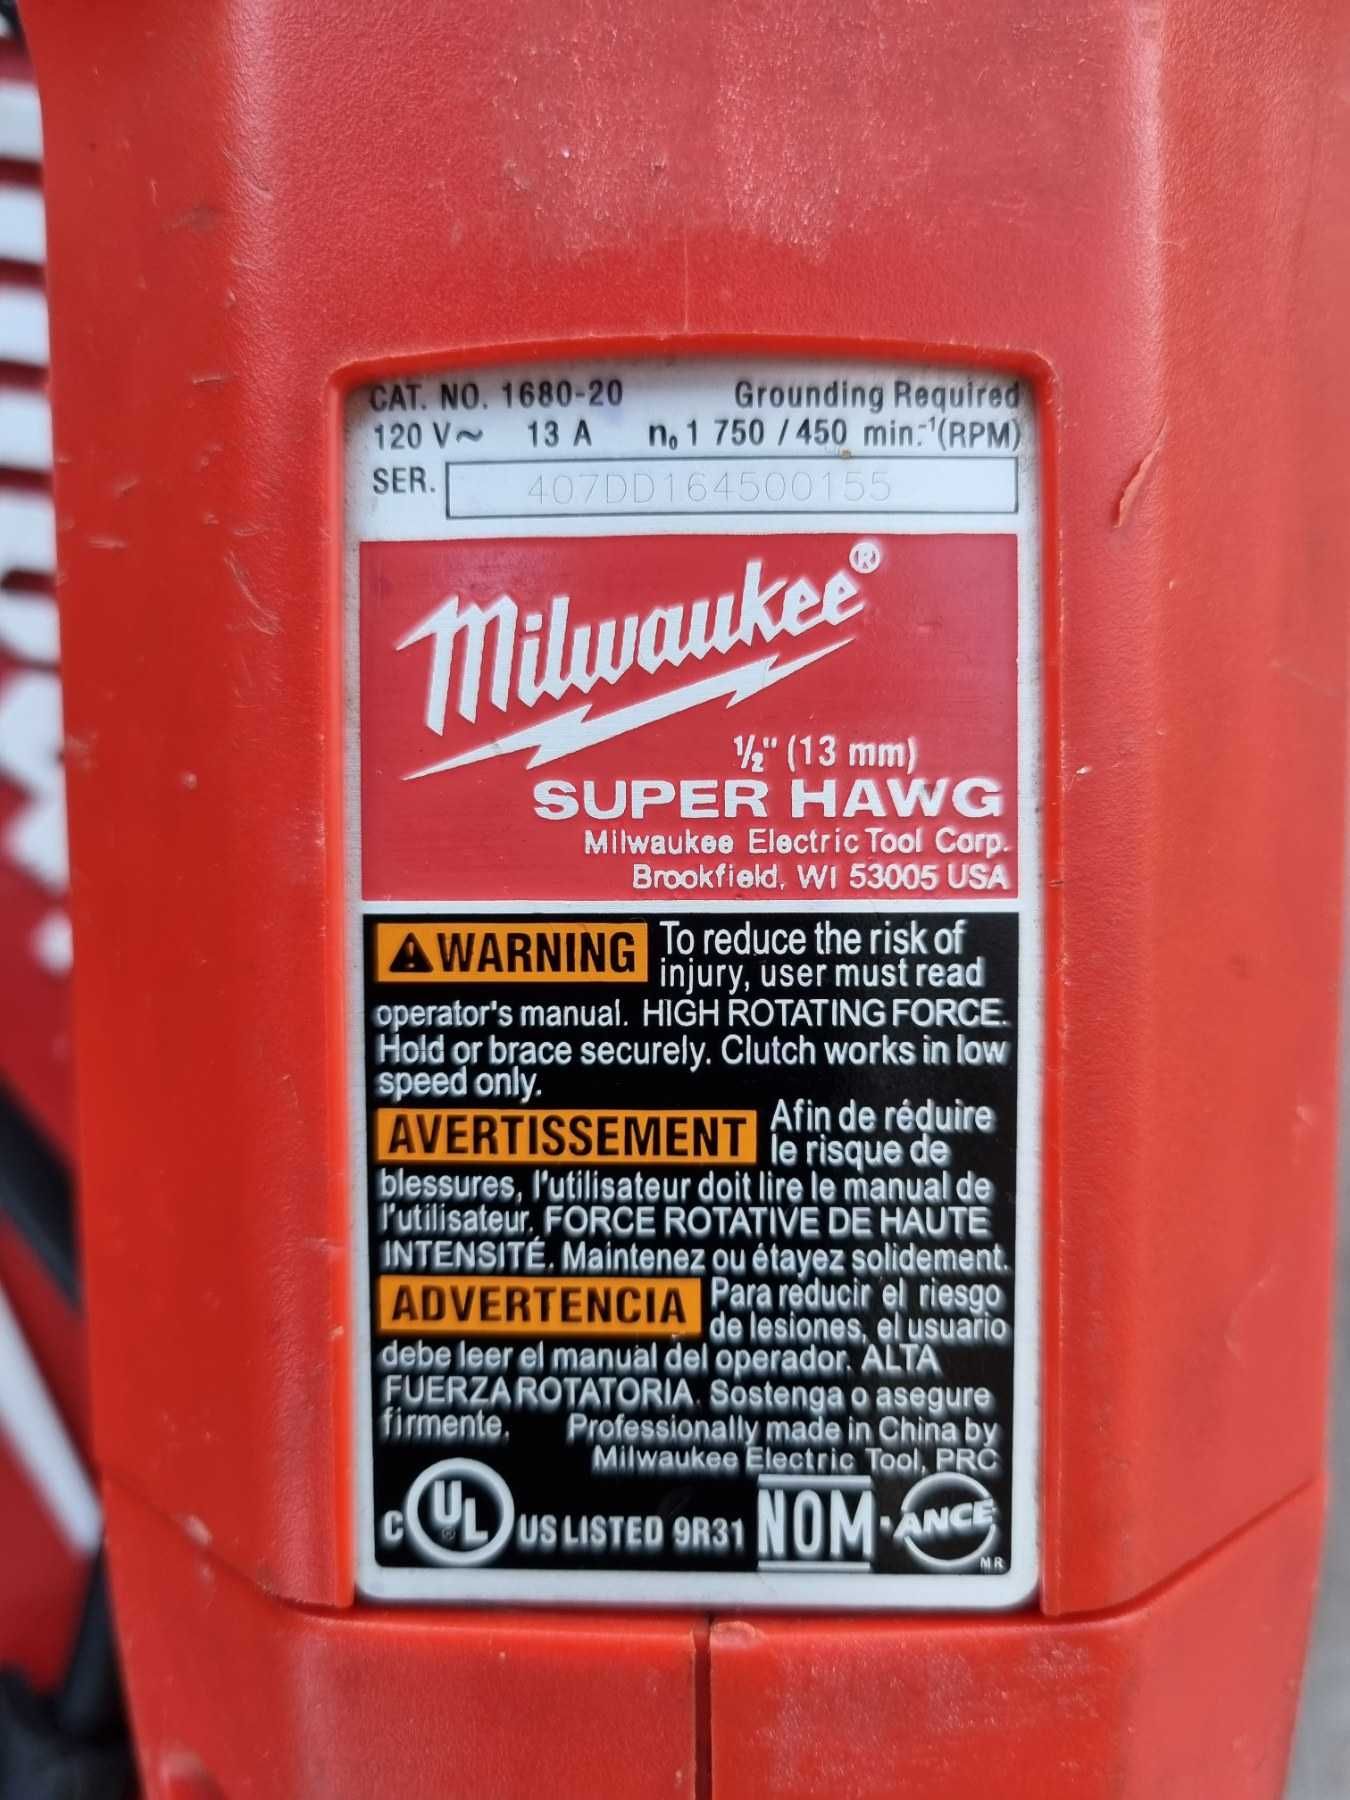 CAT. NO. 1680-20 Grounding Required
120 V~ 13 A n₀ 1 750 / 450 min.⁻¹(RPM)
SER. 407DD164500155
Milwaukee®
½" (13 mm)
SUPER HAWG
Milwaukee Electric Tool Corp.
Brookfield, WI 53005 USA
⚠WARNING To reduce the risk of
injury, user must read
operator's manual. HIGH ROTATING FORCE.
Hold or brace securely. Clutch works in low
speed only.
AVERTISSEMENT Afin de réduire
le risque de
blessures, l'utilisateur doit lire le manual de
l'utilisateur. FORCE ROTATIVE DE HAUTE
INTENSITÉ. Maintenez ou étayez solidement.
ADVERTENCIA Para reducir el riesgo
de lesiones, el usuario
debe leer el manual del operador. ALTA
FUERZA ROTATORIA. Sostenga o asegure
firmente. Professionally made in China by
Milwaukee Electric Tool, PRC
C UL® US LISTED 9R31 NOM-ANCE
MR